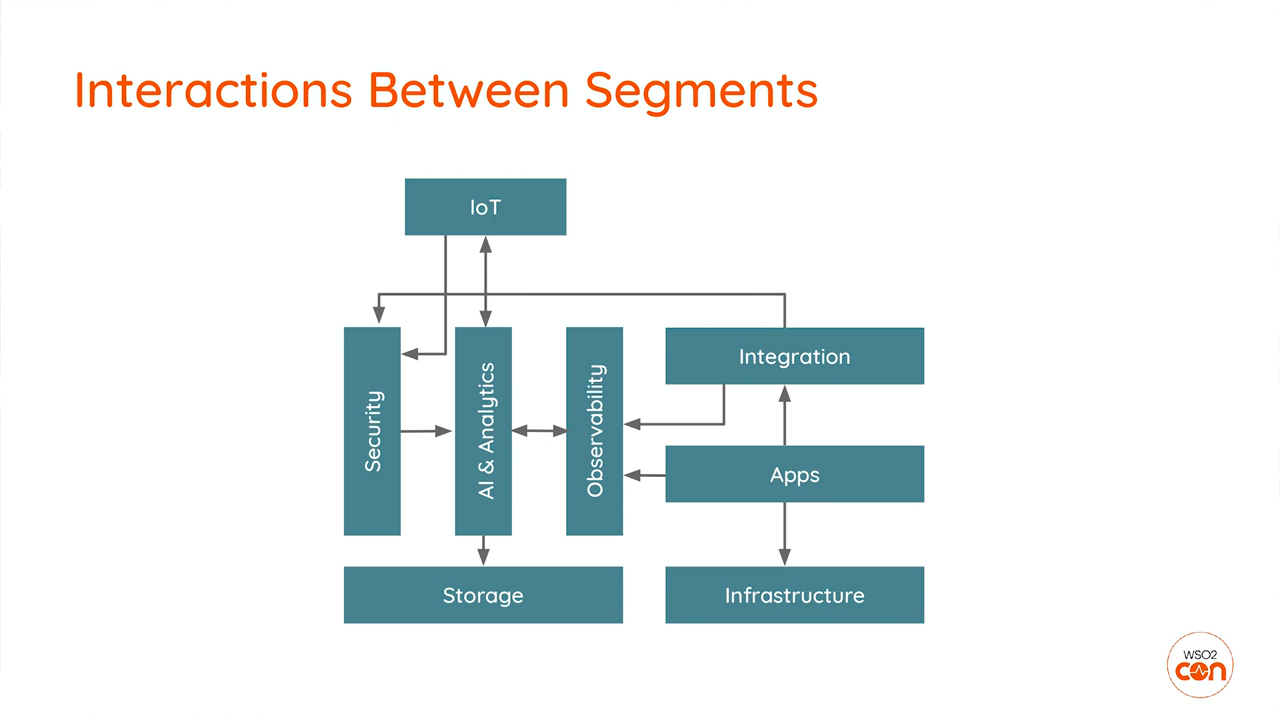 Interactions Between Segments
IoT
Security
AI & Analytics
Observability
Integration
Apps
Storage
Infrastructure
WSO2
con